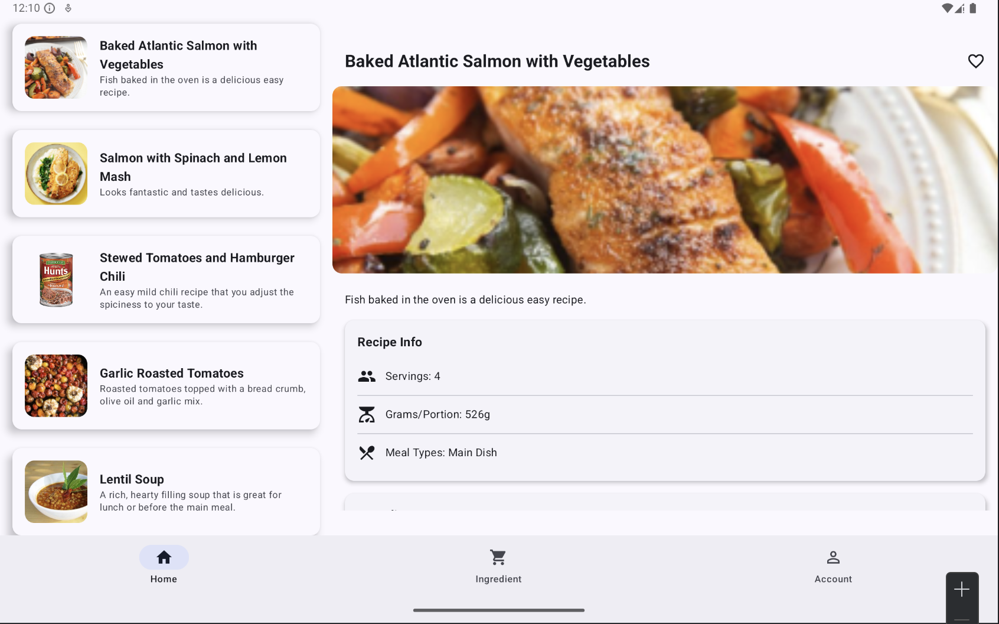 12:10
Baked Atlantic Salmon with
Vegetables
Fish baked in the oven is a delicious easy
recipe.
Salmon with Spinach and Lemon
Mash
Looks fantastic and tastes delicious.
Hunt's
Stewed Tomatoes and Hamburger
Chili
An easy mild chili recipe that you adjust the
spiciness to your taste.
Garlic Roasted Tomatoes
Roasted tomatoes topped with a bread crumb,
olive oil and garlic mix.
Lentil Soup
A rich, hearty filling soup that is great for
lunch or before the main meal.
Baked Atlantic Salmon with Vegetables
Fish baked in the oven is a delicious easy recipe.
Recipe Info
Servings: 4
Grams/Portion: 526g
Meal Types: Main Dish
Home
Ingredient
Account